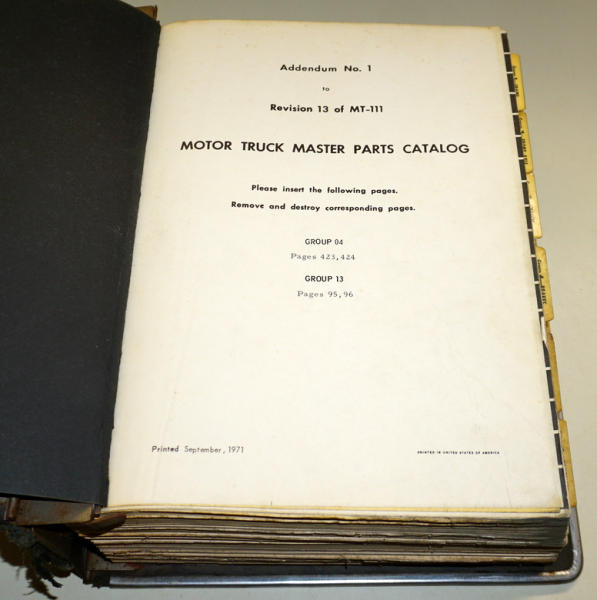 Addendum No. 1
to
Revision 13 of MT-111
MOTOR TRUCK MASTER PARTS CATALOG
Please insert the following pages.
Remove and destroy corresponding pages.
GROUP 04
Pages 423,424
GROUP 13
Pages 95,96
Printed September, 1971
PRINTED IN UNITED STATES OF AMERICA